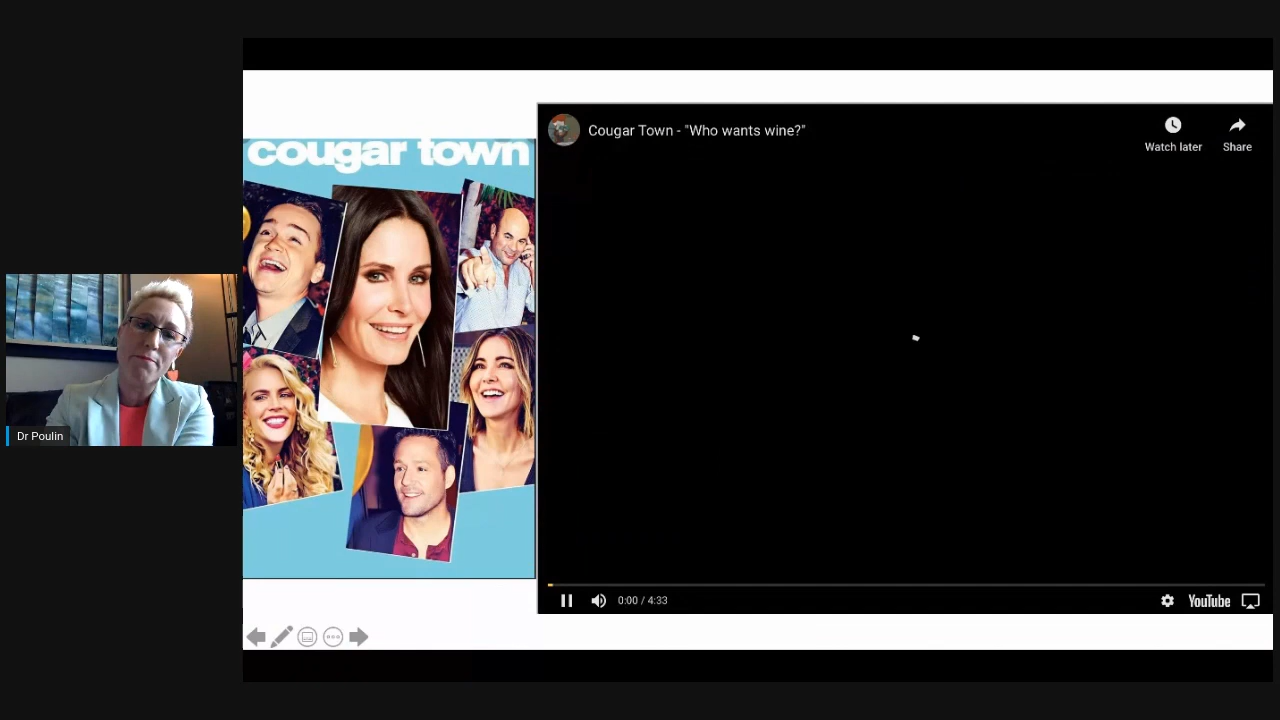 cougar town
Cougar Town - "Who wants wine?"
Watch later
Share
Dr Poulin
0:00 / 4:33
YouTube